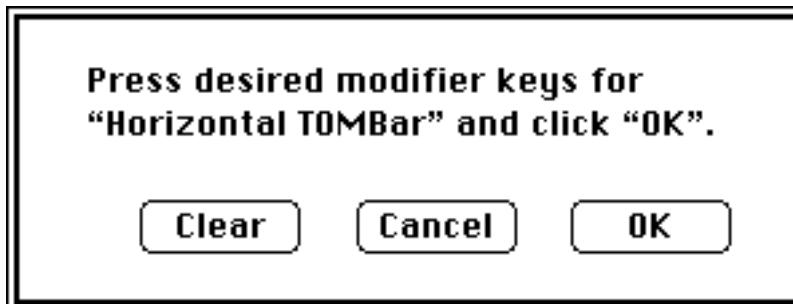 Press desired modifier keys for
“Horizontal TOMBar” and click “OK”.
Clear Cancel OK